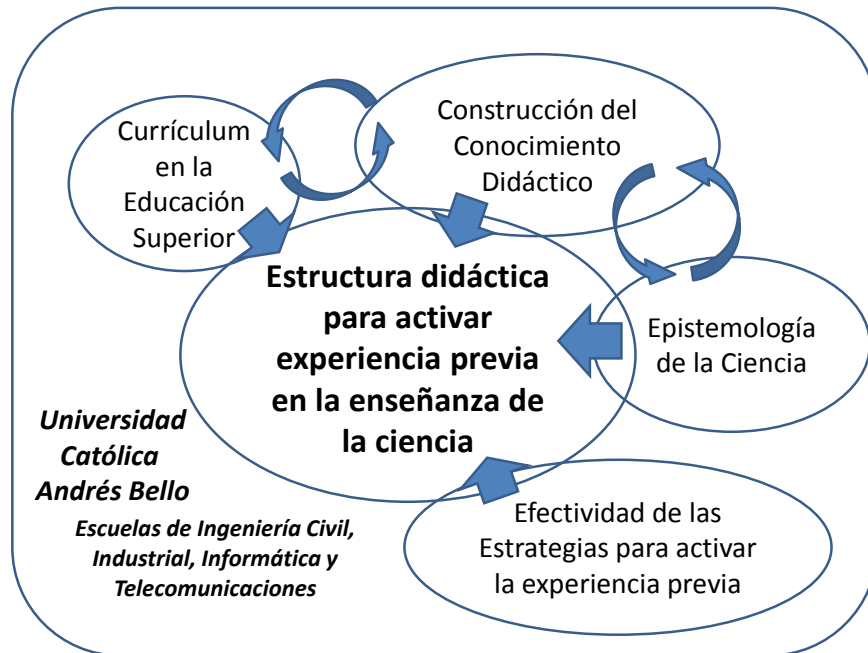 Currículum
en la
Educación
Superior
Construcción del
Conocimiento
Didáctico
Estructura didáctica
para activar
experiencia previa
en la enseñanza de
la ciencia
Epistemología
de la Ciencia
Universidad
Católica
Andrés Bello
Escuelas de Ingeniería Civil,
Industrial, Informática y
Telecomunicaciones
Efectividad de las
Estrategias para activar
la experiencia previa